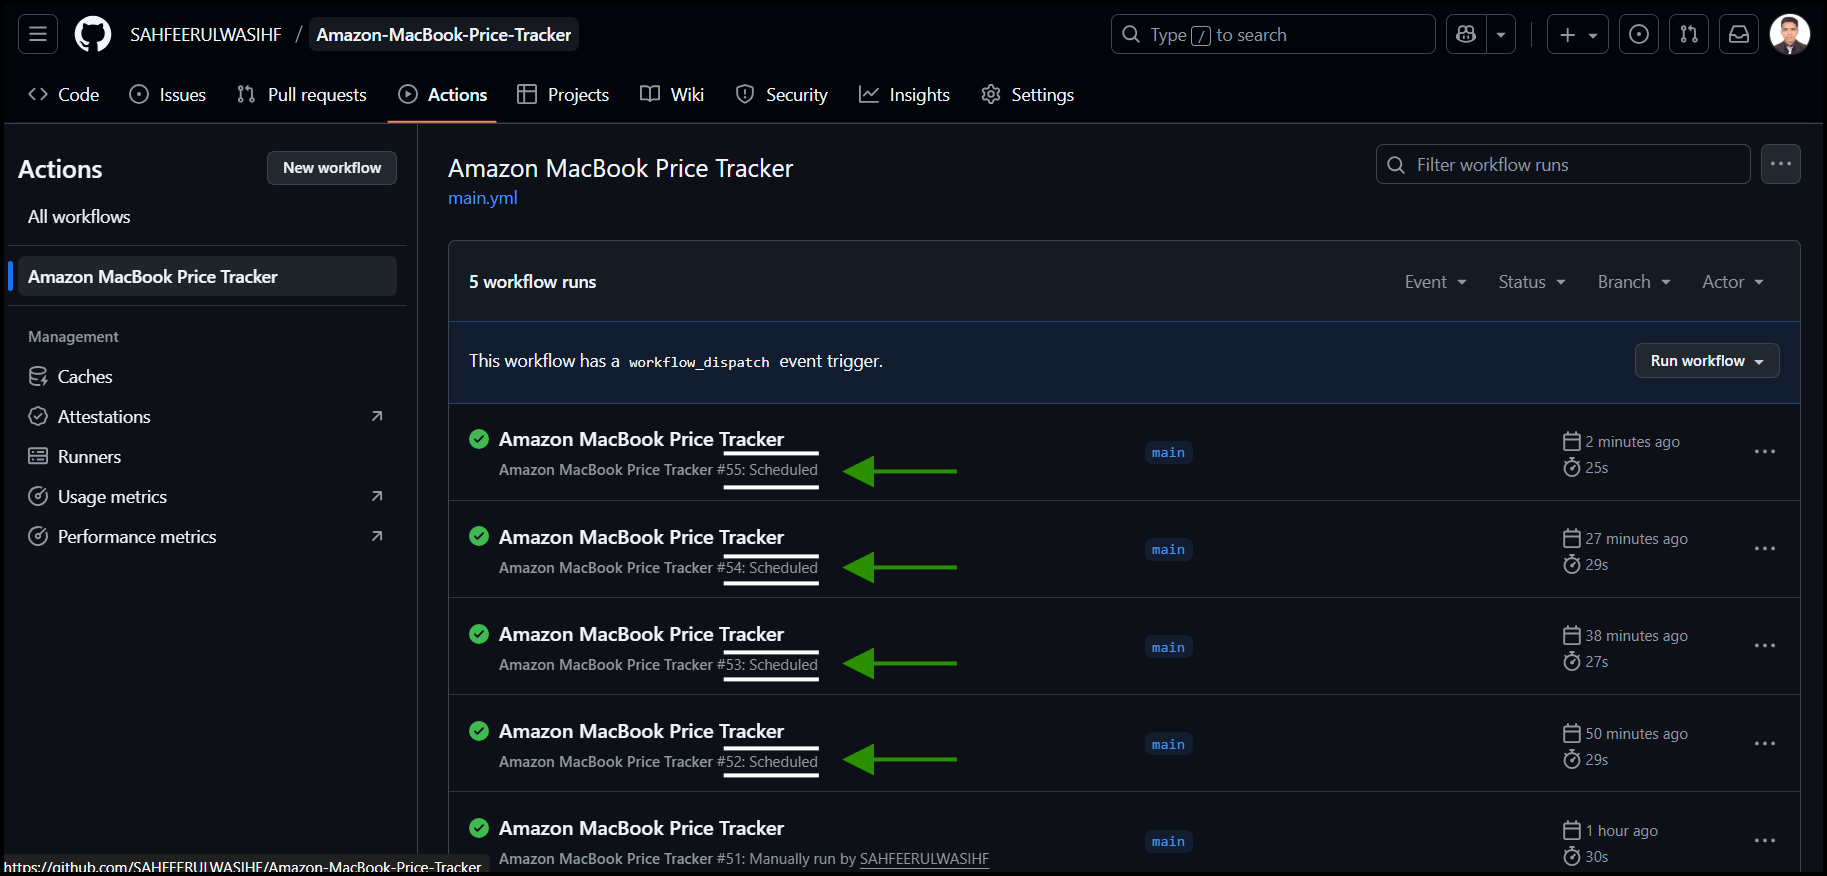 SAHFEERULWASIHF / Amazon-MacBook-Price-Tracker
Type / to search
Code Issues Pull requests Actions Projects Wiki Security Insights Settings
Actions
New workflow
All workflows
Amazon MacBook Price Tracker
Management
Caches
Attestations
Runners
Usage metrics
Performance metrics
Amazon MacBook Price Tracker
main.yml
Filter workflow runs
5 workflow runs
Event Status Branch Actor
This workflow has a workflow_dispatch event trigger.
Run workflow
Amazon MacBook Price Tracker
Amazon MacBook Price Tracker #55: Scheduled
main
2 minutes ago
25s
Amazon MacBook Price Tracker
Amazon MacBook Price Tracker #54: Scheduled
main
27 minutes ago
29s
Amazon MacBook Price Tracker
Amazon MacBook Price Tracker #53: Scheduled
main
38 minutes ago
27s
Amazon MacBook Price Tracker
Amazon MacBook Price Tracker #52: Scheduled
main
50 minutes ago
29s
Amazon MacBook Price Tracker
Amazon MacBook Price Tracker #51: Manually run by SAHFEERULWASIHF
main
1 hour ago
30s
https://github.com/SAHFEERULWASIHF/Amazon-MacBook-Price-Tracker